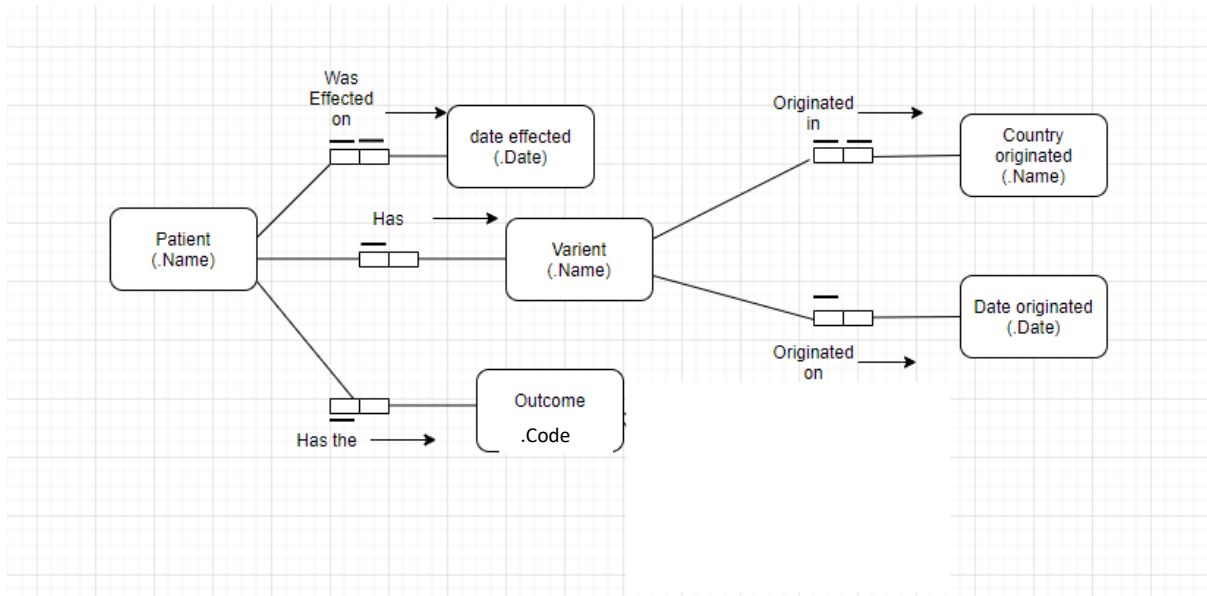 Was
Effected
on
date effected
(.Date)
Originated
in
Country
originated
(.Name)
Has
Patient
(.Name)
Varient
(.Name)
Date originated
(.Date)
Originated
on
Outcome
.Code
Has the